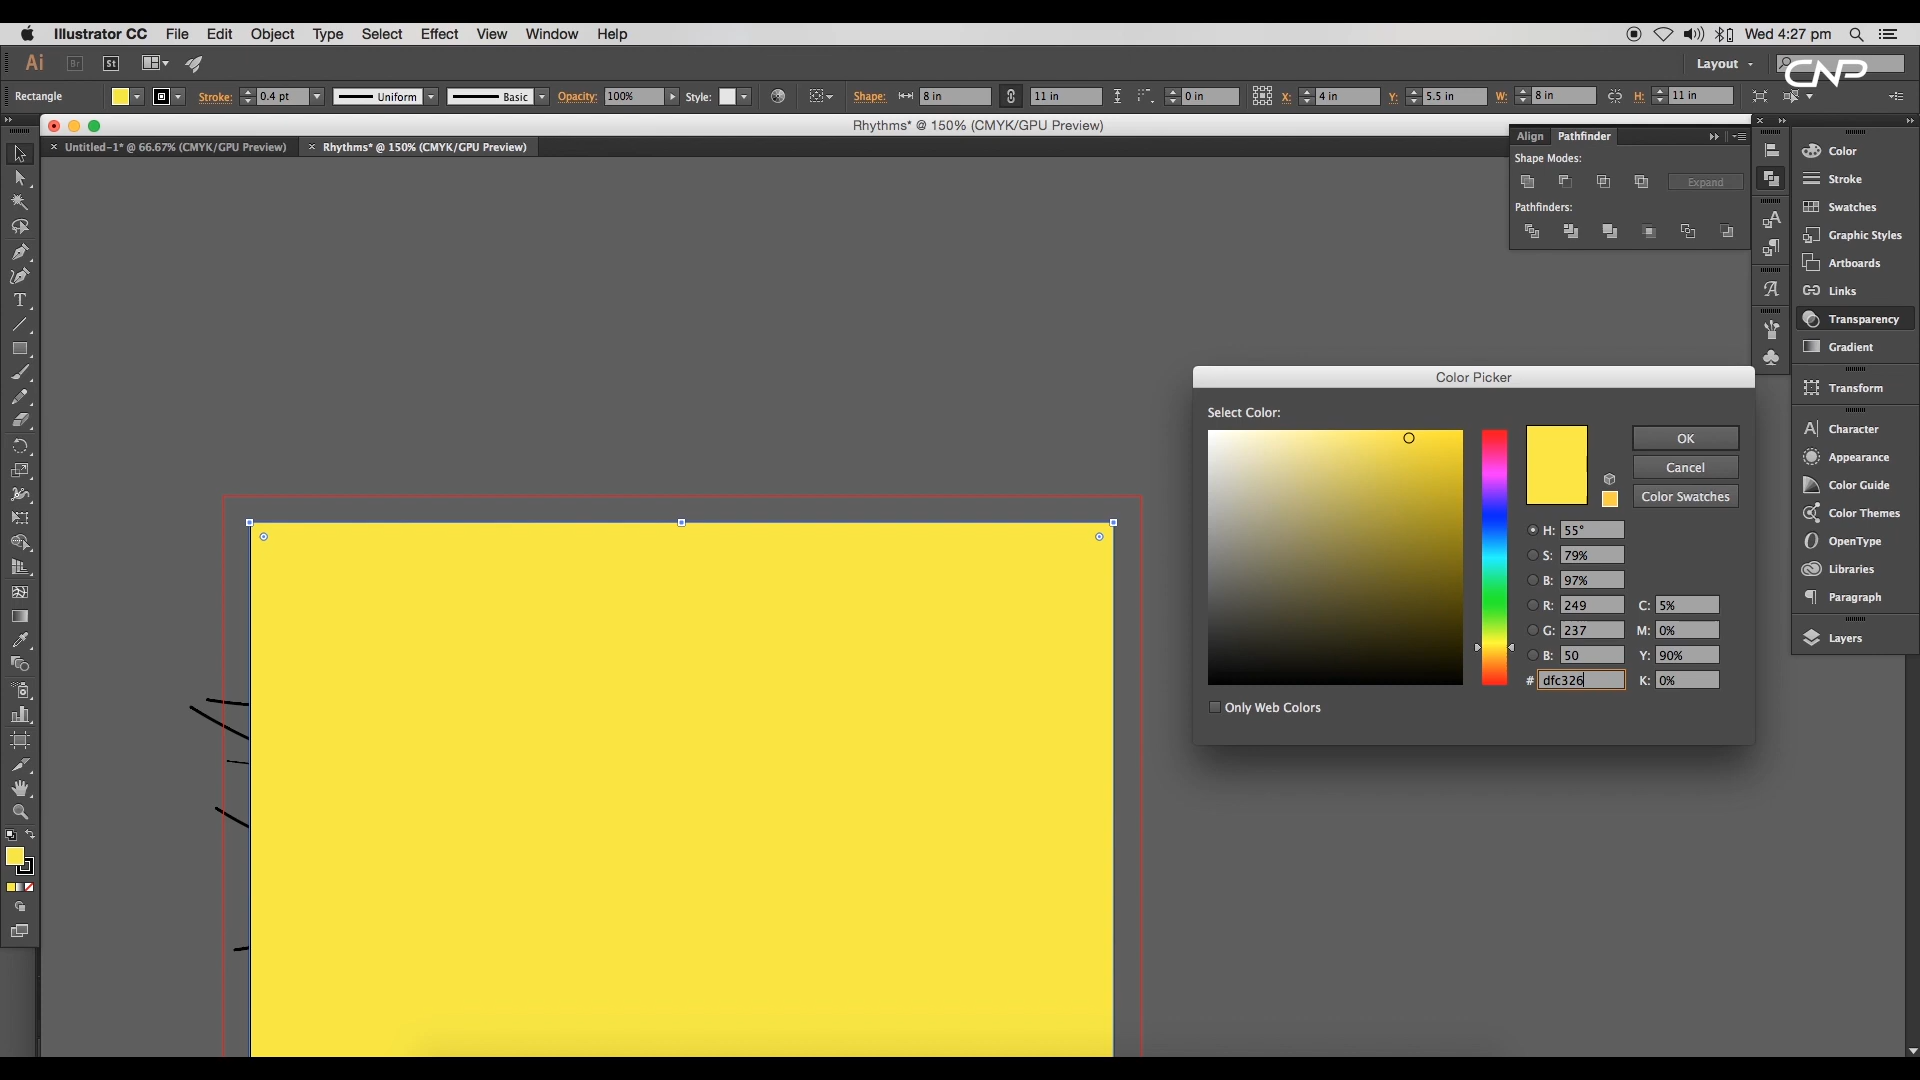 Illustrator CC File Edit Object Type Select Effect View Window Help Wed 4:27 pm
Ai Br St Layout CNP
Rectangle Stroke: 0.4 pt Uniform Basic Opacity: 100% Style: Shape: 8 in 11 in 0 in X: 4 in Y: 5.5 in W: 8 in H: 11 in
Rhythms* @ 150% (CMYK/GPU Preview)
Untitled-1* @ 66.67% (CMYK/GPU Preview) Rhythms* @ 150% (CMYK/GPU Preview)
Align Pathfinder
Shape Modes:
Expand
Pathfinders:
Color
Stroke
Swatches
Graphic Styles
Artboards
Links
Transparency
Gradient
Transform
Character
Appearance
Color Guide
Color Themes
OpenType
Libraries
Paragraph
Layers
Color Picker
Select Color:
OK
Cancel
Color Swatches
H: 55°
S: 79%
B: 97%
R: 249 C: 5%
G: 237 M: 0%
B: 50 Y: 90%
# dfc326 K: 0%
Only Web Colors